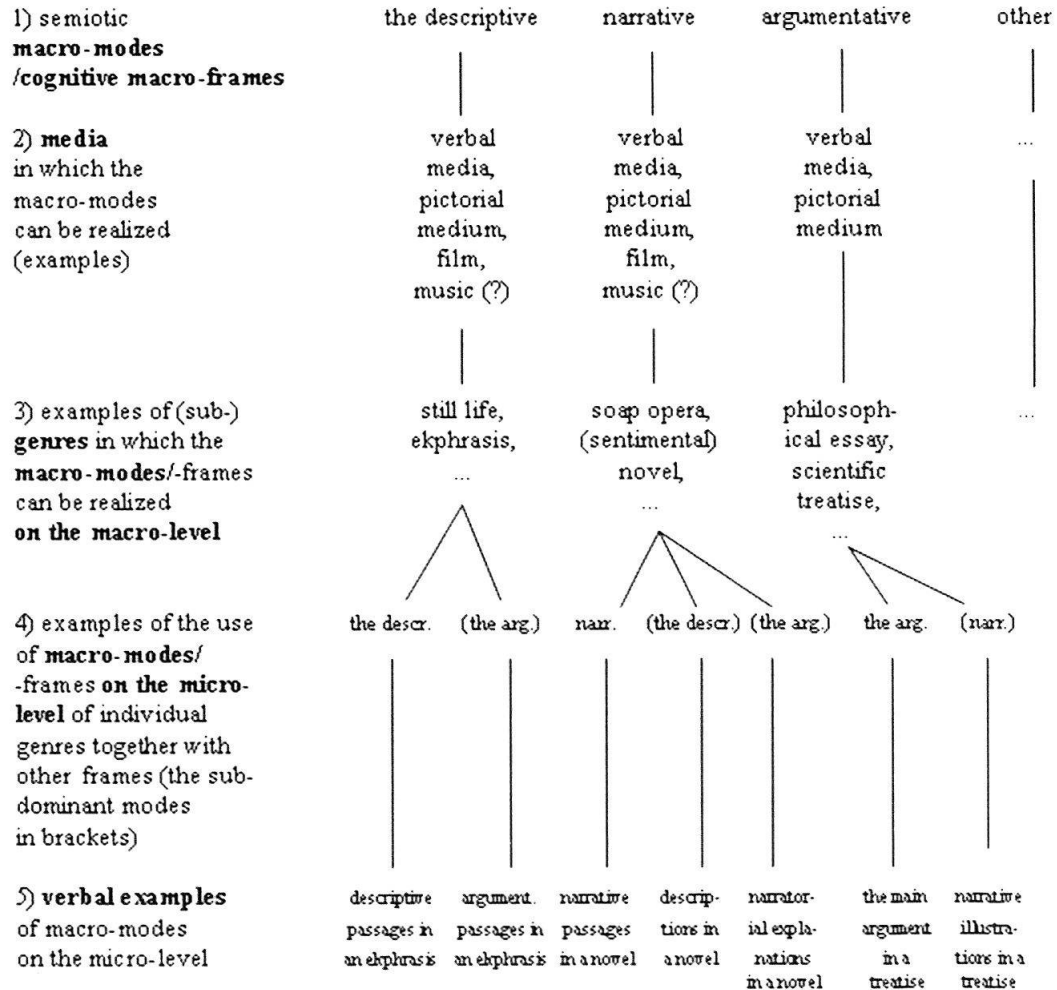 1) semiotic the descriptive narrative argumentative other
macro-modes
/cognitive macro-frames
2) media verbal verbal verbal ...
in which the media, media, media,
macro-modes pictorial pictorial pictorial
can be realized medium, medium, medium
(examples) film, film,
music (?) music (?)
3) examples of (sub-) still life, soap opera, philosoph- ...
genres in which the ekphrasis, (sentimental) ical essay,
macro-modes/-frames ... novel, scientific
can be realized ... treatise,
on the macro-level ...
4) examples of the use the descr. (the arg.) narr. (the descr.) (the arg.) the arg. (narr.)
of macro-modes/
-frames on the micro-
level of individual
genres together with
other frames (the sub-
dominant modes
in brackets)
5) verbal examples descriptive argument. narrative descrip- narrator- the main narrative
of macro-modes passages in passages in passages tions in ial expla- argument illustra-
on the micro-level an ekphrasis an ekphrasis in a novel a novel nations in a tions in a
in a novel treatise treatise